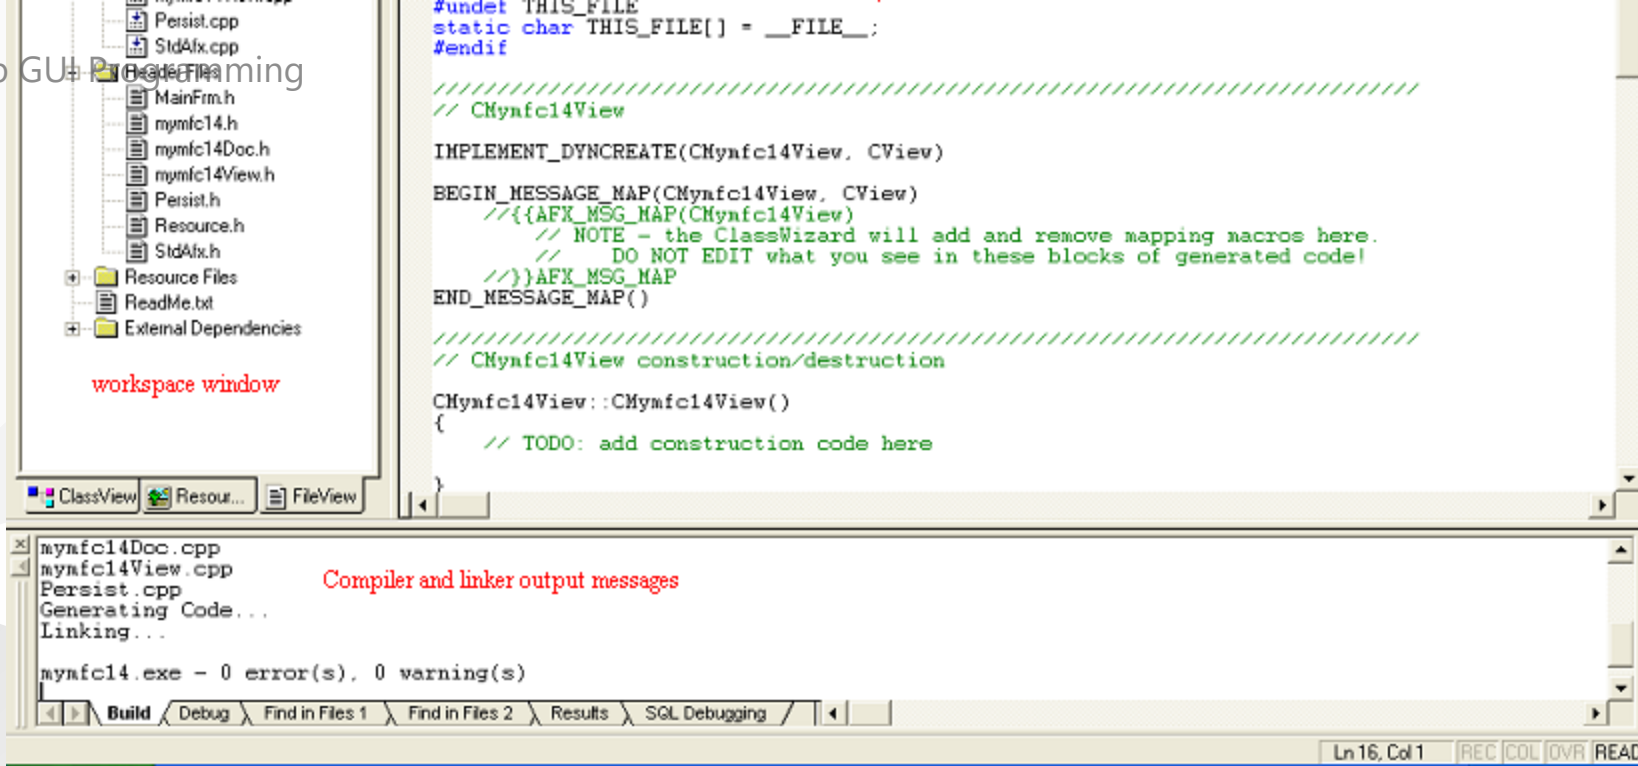 Persist.cpp
StdAfx.cpp
GUI Programming
Header Files
MainFrm.h
mymfc14.h
mymfc14Doc.h
mymfc14View.h
Persist.h
Resource.h
StdAfx.h
Resource Files
ReadMe.txt
External Dependencies
workspace window
ClassView
Resour...
FileView
#undef THIS_FILE
static char THIS_FILE[] = __FILE__;
#endif
/////////////////////////////////////////////////////////////////////////////
// CMymfc14View
IMPLEMENT_DYNCREATE(CMymfc14View, CView)
BEGIN_MESSAGE_MAP(CMymfc14View, CView)
//{{AFX_MSG_MAP(CMymfc14View)
// NOTE - the ClassWizard will add and remove mapping macros here.
//    DO NOT EDIT what you see in these blocks of generated code!
//}}AFX_MSG_MAP
END_MESSAGE_MAP()
/////////////////////////////////////////////////////////////////////////////
// CMymfc14View construction/destruction
CMymfc14View::CMymfc14View()
{
// TODO: add construction code here
}
mymfc14Doc.cpp
mymfc14View.cpp
Persist.cpp
Generating Code...
Linking...
Compiler and linker output messages
mymfc14.exe - 0 error(s), 0 warning(s)
Build
Debug
Find in Files 1
Find in Files 2
Results
SQL Debugging
Ln 16, Col 1
REC COL OVR READ